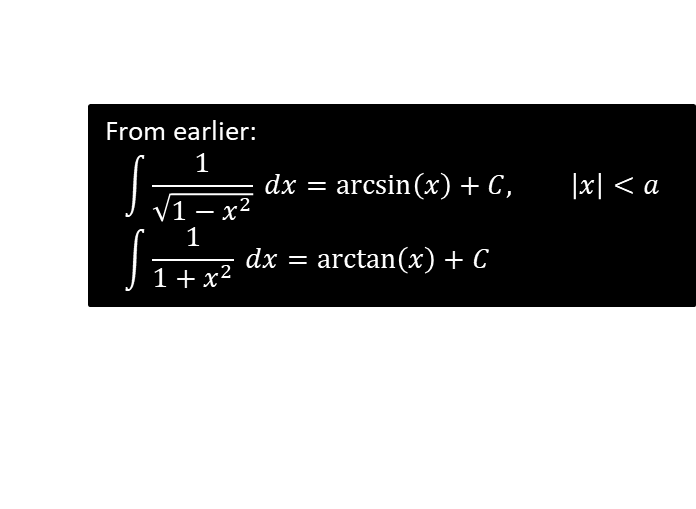 From earlier:
∫ 1/√(1 − x²) dx = arcsin(x) + C, |x| < a
∫ 1/(1 + x²) dx = arctan(x) + C